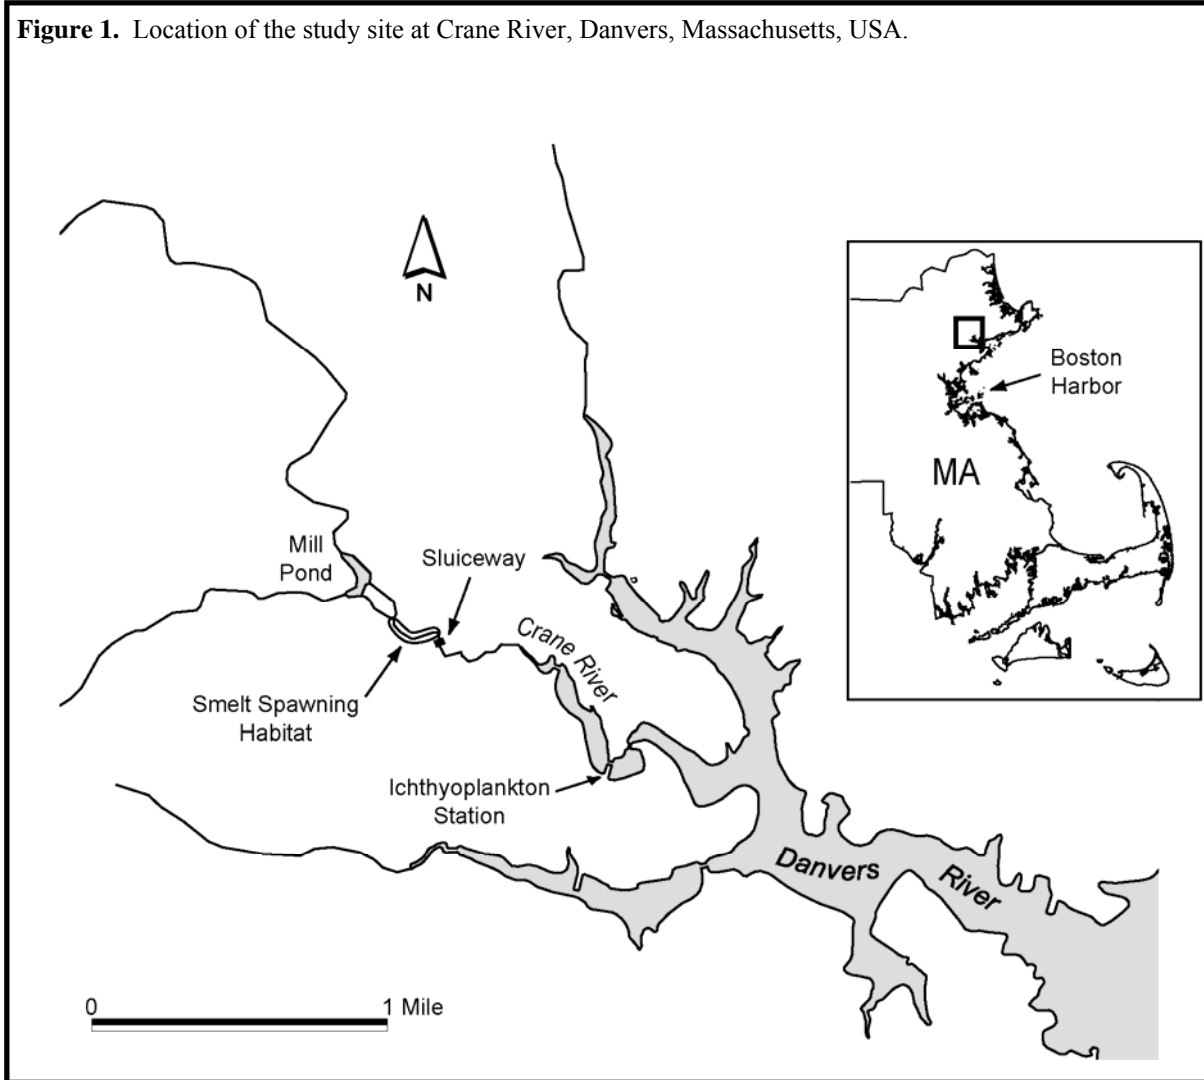 Figure 1. Location of the study site at Crane River, Danvers, Massachusetts, USA.
N
Boston
Harbor
MA
Mill
Pond
Sluiceway
Crane River
Smelt Spawning
Habitat
Ichthyoplankton
Station
Danvers River
0 1 Mile